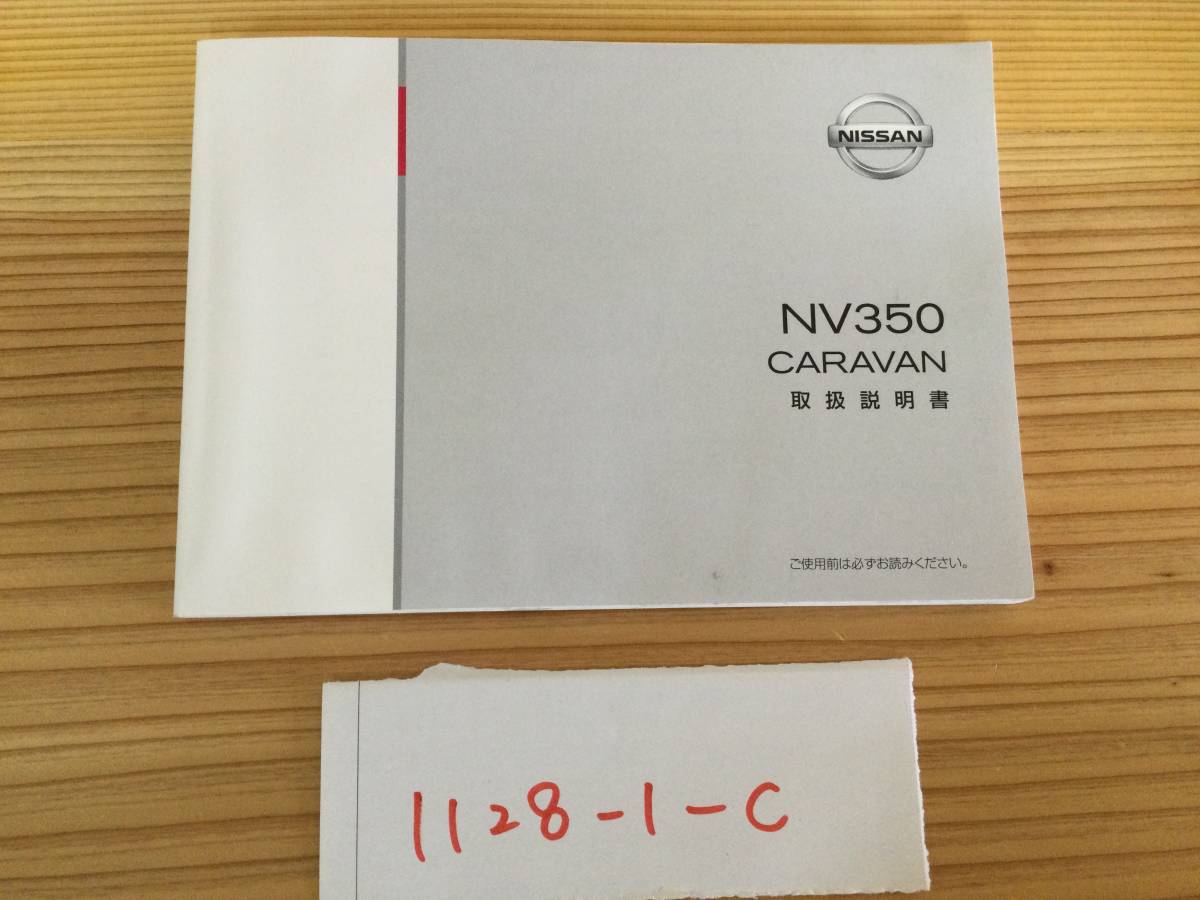 NISSAN
NV350
CARAVAN
取扱説明書
ご使用前は必ずお読みください。
1128-1-C